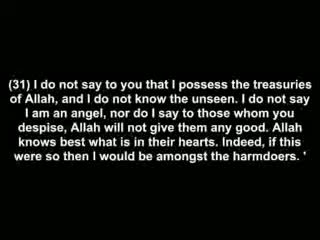 (31) I do not say to you that I possess the treasuries
of Allah, and I do not know the unseen. I do not say
I am an angel, nor do I say to those whom you
despise, Allah will not give them any good. Allah
knows best what is in their hearts. Indeed, if this
were so then I would be amongst the harmdoers. '